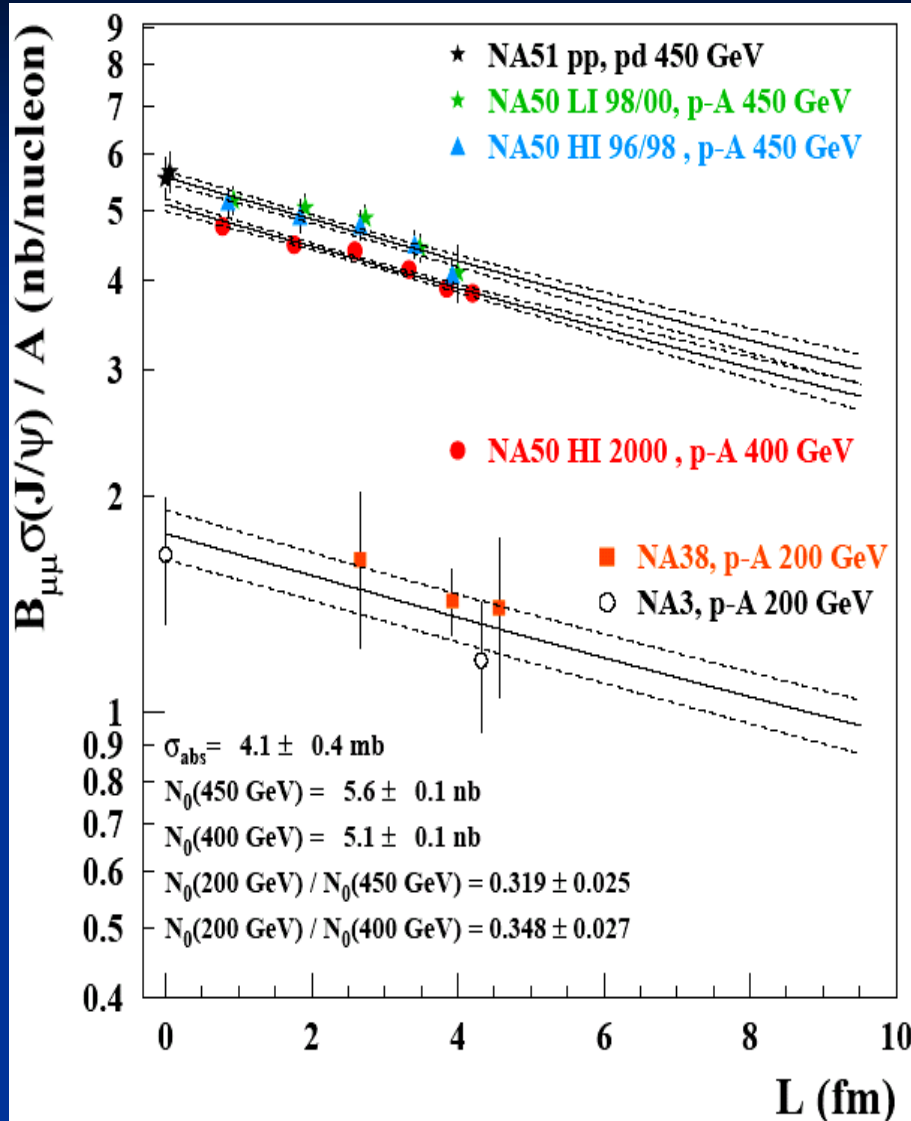 B_μμ σ(J/ψ) / A (nb/nucleon)
9
8
7
6
5
4
3
2
1
0.9
0.8
0.7
0.6
0.5
0.4
NA51 pp, pd 450 GeV
NA50 LI 98/00, p-A 450 GeV
NA50 HI 96/98 , p-A 450 GeV
NA50 HI 2000 , p-A 400 GeV
NA38, p-A 200 GeV
NA3, p-A 200 GeV
σ_abs= 4.1 ± 0.4 mb
N_0(450 GeV) = 5.6 ± 0.1 nb
N_0(400 GeV) = 5.1 ± 0.1 nb
N_0(200 GeV) / N_0(450 GeV) = 0.319 ± 0.025
N_0(200 GeV) / N_0(400 GeV) = 0.348 ± 0.027
0 2 4 6 8 10
L (fm)